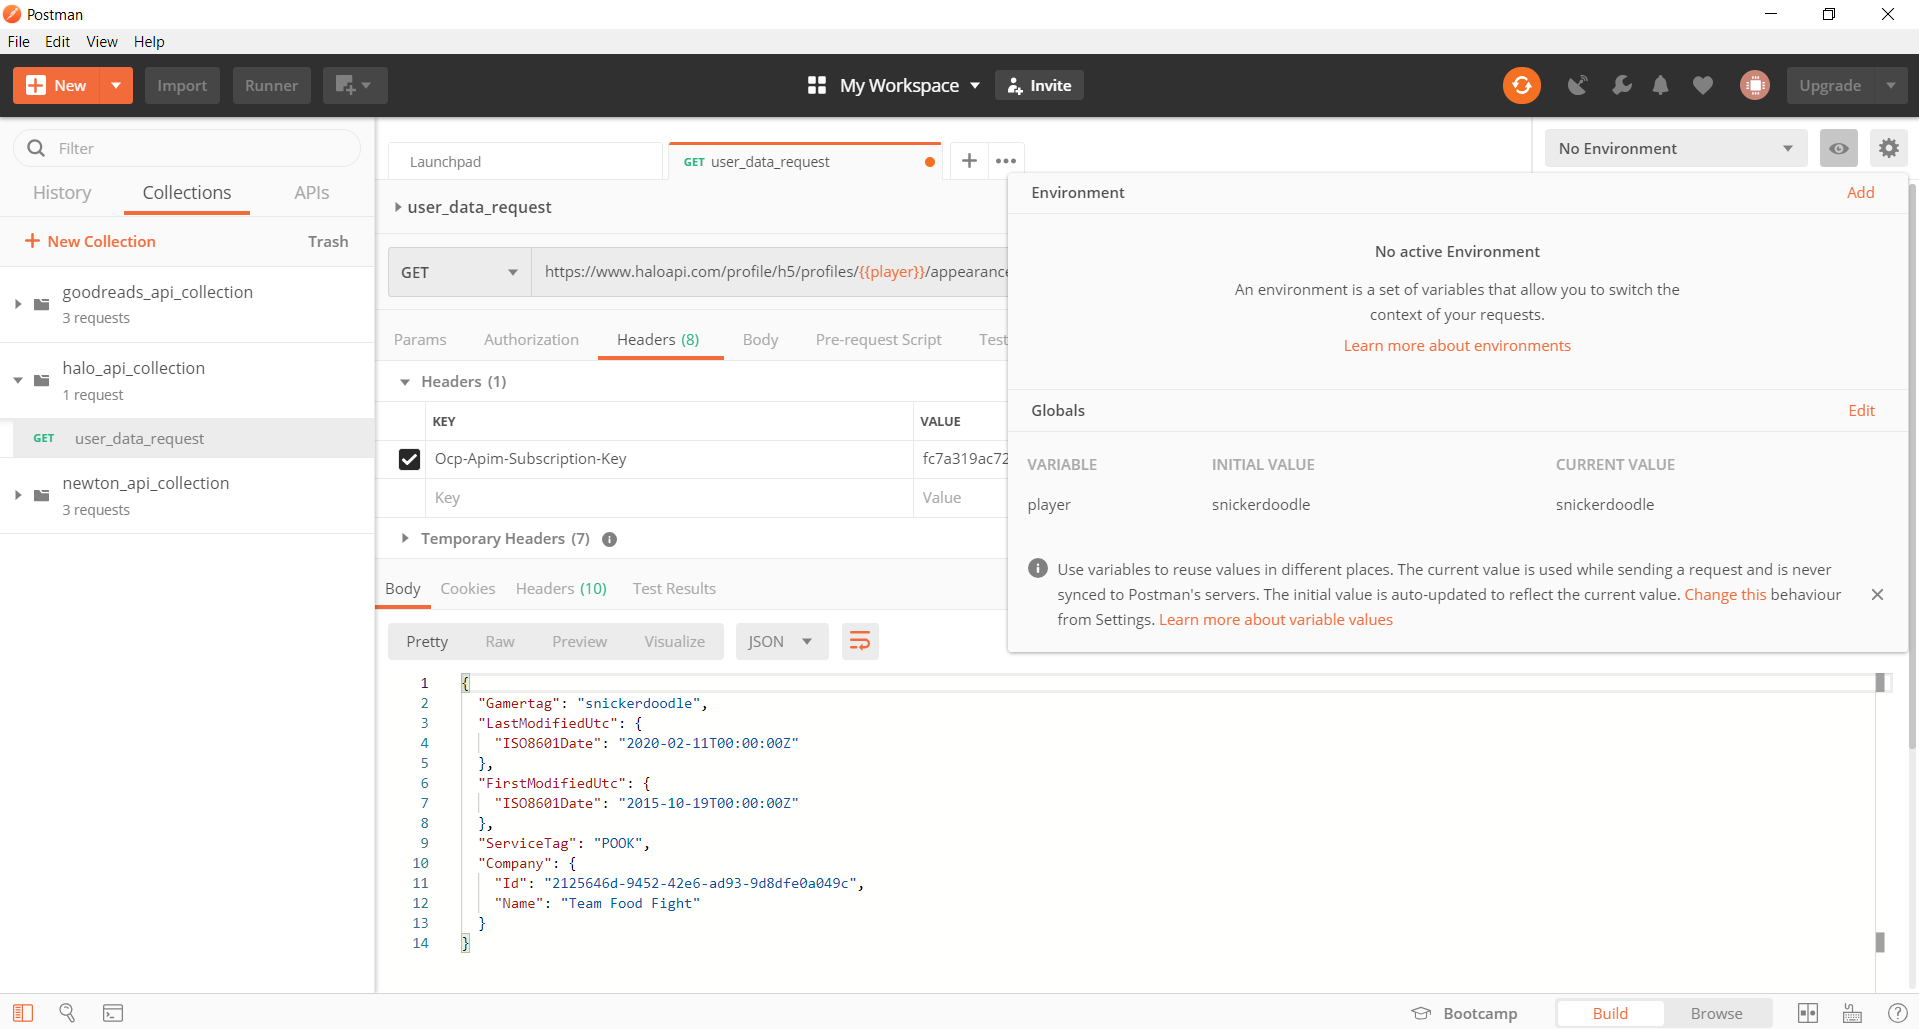 Postman
File Edit View Help
New Import Runner My Workspace Invite Upgrade
Filter
History Collections APIs
New Collection Trash
goodreads_api_collection
3 requests
halo_api_collection
1 request
GET user_data_request
newton_api_collection
3 requests
Launchpad GET user_data_request
No Environment
user_data_request
GET https://www.haloapi.com/profile/h5/profiles/{{player}}/appearance
Params Authorization Headers (8) Body Pre-request Script Test
Headers (1)
KEY VALUE
Ocp-Apim-Subscription-Key fc7a319ac72
Key Value
Temporary Headers (7)
Environment Add
No active Environment
An environment is a set of variables that allow you to switch the
context of your requests.
Learn more about environments
Globals Edit
VARIABLE INITIAL VALUE CURRENT VALUE
player snickerdoodle snickerdoodle
Use variables to reuse values in different places. The current value is used while sending a request and is never
synced to Postman's servers. The initial value is auto-updated to reflect the current value. Change this behaviour
from Settings. Learn more about variable values
Body Cookies Headers (10) Test Results
Pretty Raw Preview Visualize JSON
1 {
2 "Gamertag": "snickerdoodle",
3 "LastModifiedUtc": {
4 "ISO8601Date": "2020-02-11T00:00:00Z"
5 },
6 "FirstModifiedUtc": {
7 "ISO8601Date": "2015-10-19T00:00:00Z"
8 },
9 "ServiceTag": "POOK",
10 "Company": {
11 "Id": "2125646d-9452-42e6-ad93-9d8dfe0a049c",
12 "Name": "Team Food Fight"
13 }
14 }
Bootcamp Build Browse